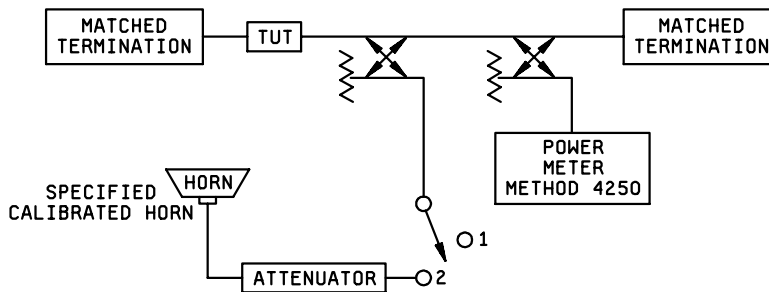 MATCHED
TERMINATION
TUT
MATCHED
TERMINATION
POWER
METER
METHOD 4250
HORN
SPECIFIED
CALIBRATED HORN
1
ATTENUATOR
2